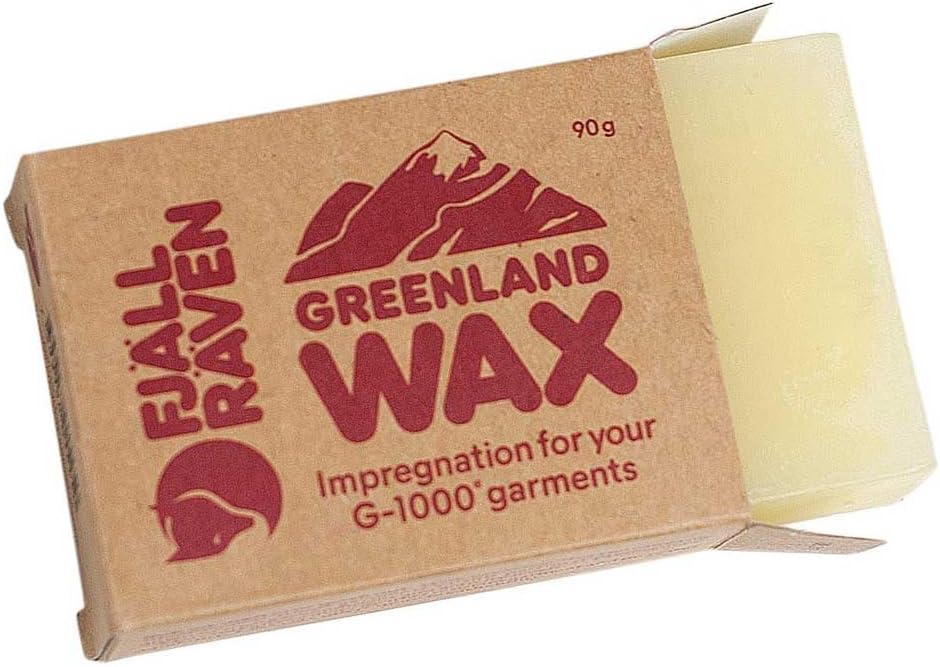 FJÄLL
RÄVEN
90g
GREENLAND
WAX
Impregnation for your
G-1000® garments